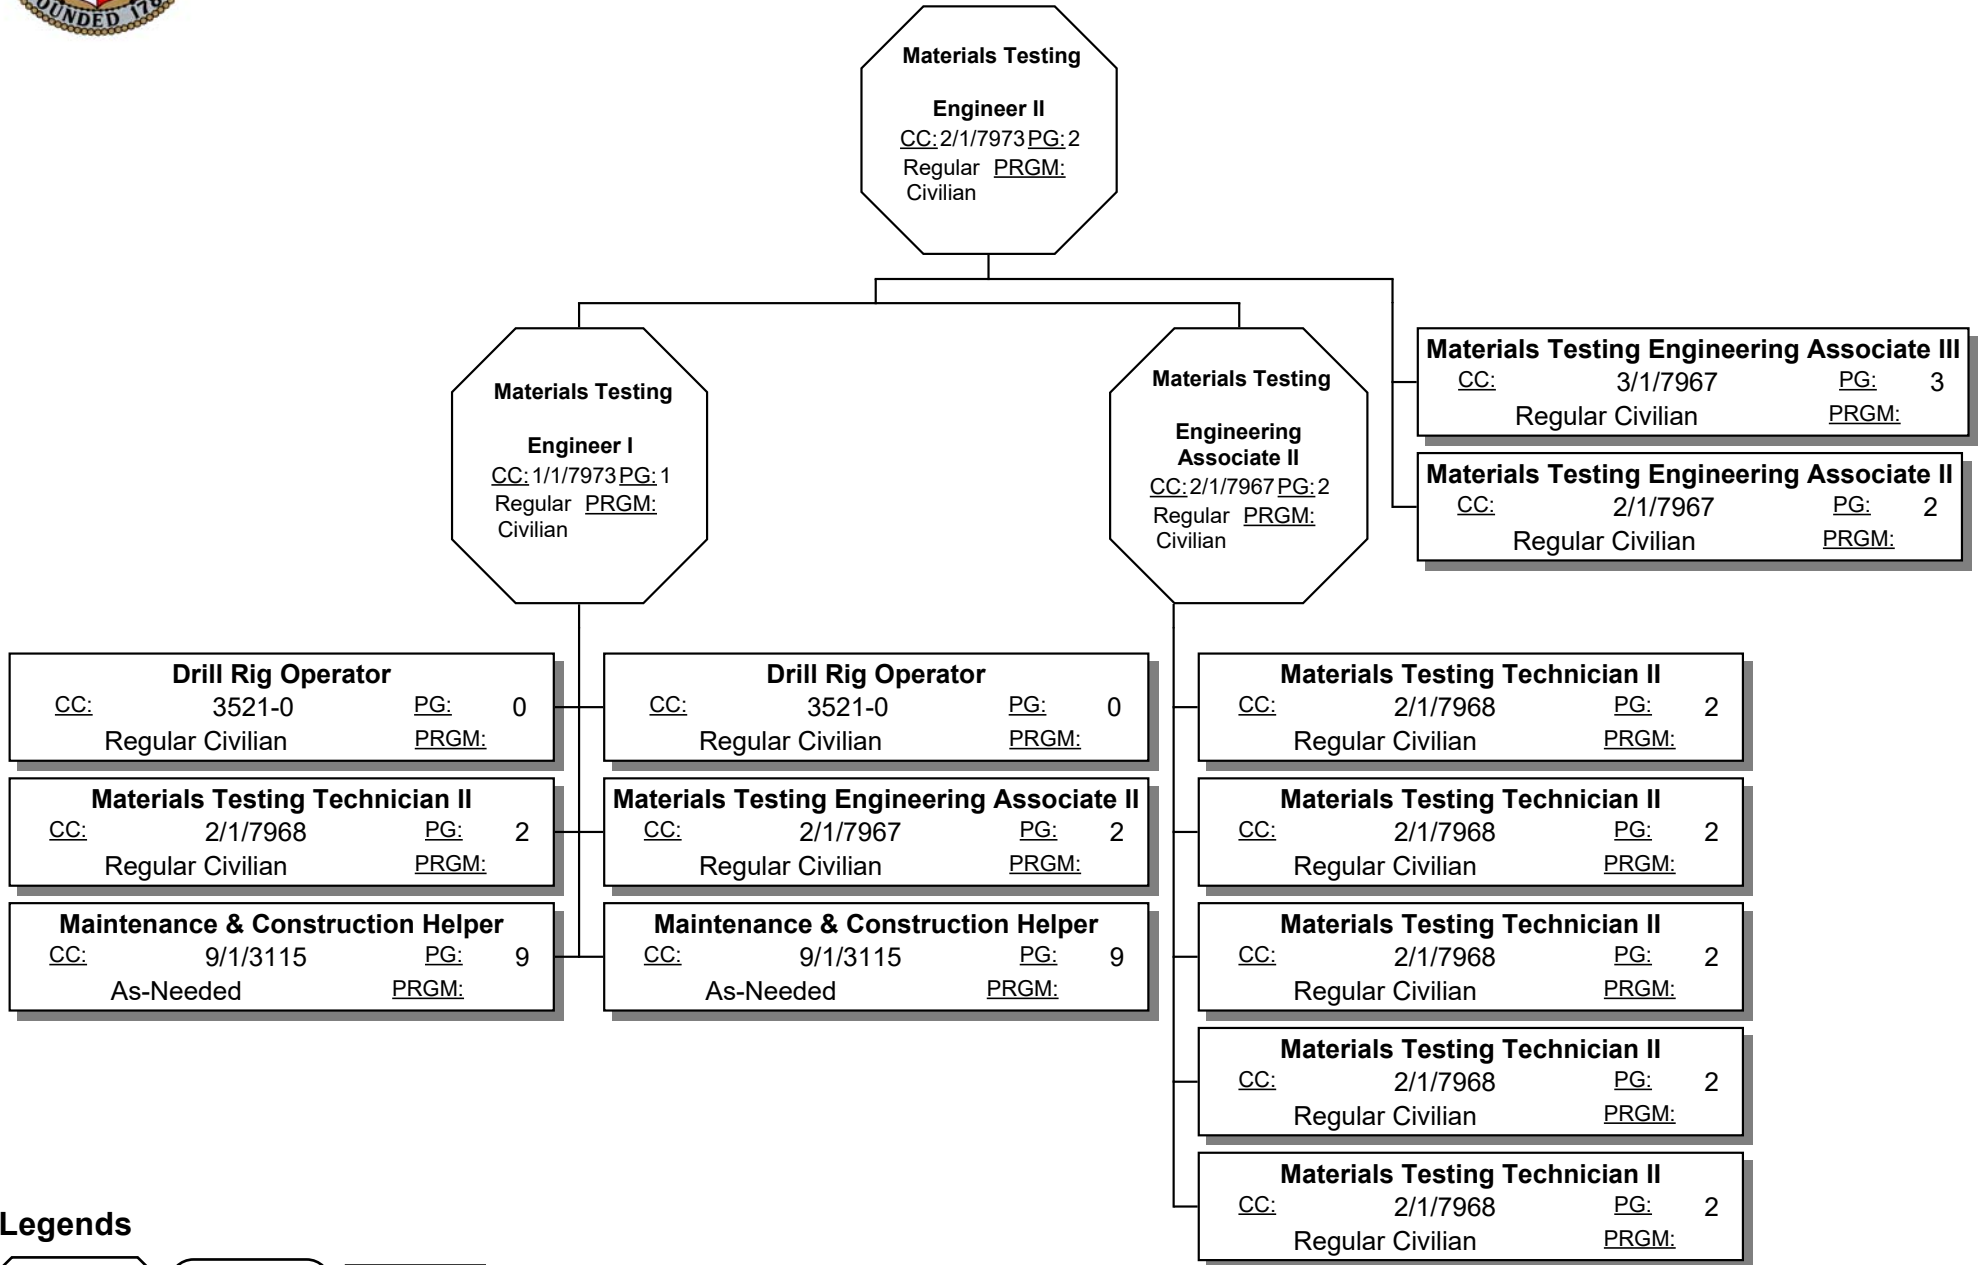 OUNDED 178
Materials Testing
Engineer II
CC: 2/1/7973 PG: 2
Regular PRGM:
Civilian
Materials Testing
Engineer I
CC: 1/1/7973 PG: 1
Regular PRGM:
Civilian
Materials Testing
Engineering
Associate II
CC: 2/1/7967 PG: 2
Regular PRGM:
Civilian
Materials Testing Engineering Associate III
CC: 3/1/7967 PG: 3
Regular Civilian PRGM:
Materials Testing Engineering Associate II
CC: 2/1/7967 PG: 2
Regular Civilian PRGM:
Drill Rig Operator
CC: 3521-0 PG: 0
Regular Civilian PRGM:
Materials Testing Technician II
CC: 2/1/7968 PG: 2
Regular Civilian PRGM:
Maintenance & Construction Helper
CC: 9/1/3115 PG: 9
As-Needed PRGM:
Drill Rig Operator
CC: 3521-0 PG: 0
Regular Civilian PRGM:
Materials Testing Engineering Associate II
CC: 2/1/7967 PG: 2
Regular Civilian PRGM:
Maintenance & Construction Helper
CC: 9/1/3115 PG: 9
As-Needed PRGM:
Materials Testing Technician II
CC: 2/1/7968 PG: 2
Regular Civilian PRGM:
Materials Testing Technician II
CC: 2/1/7968 PG: 2
Regular Civilian PRGM:
Materials Testing Technician II
CC: 2/1/7968 PG: 2
Regular Civilian PRGM:
Materials Testing Technician II
CC: 2/1/7968 PG: 2
Regular Civilian PRGM:
Materials Testing Technician II
CC: 2/1/7968 PG: 2
Regular Civilian PRGM:
Legends